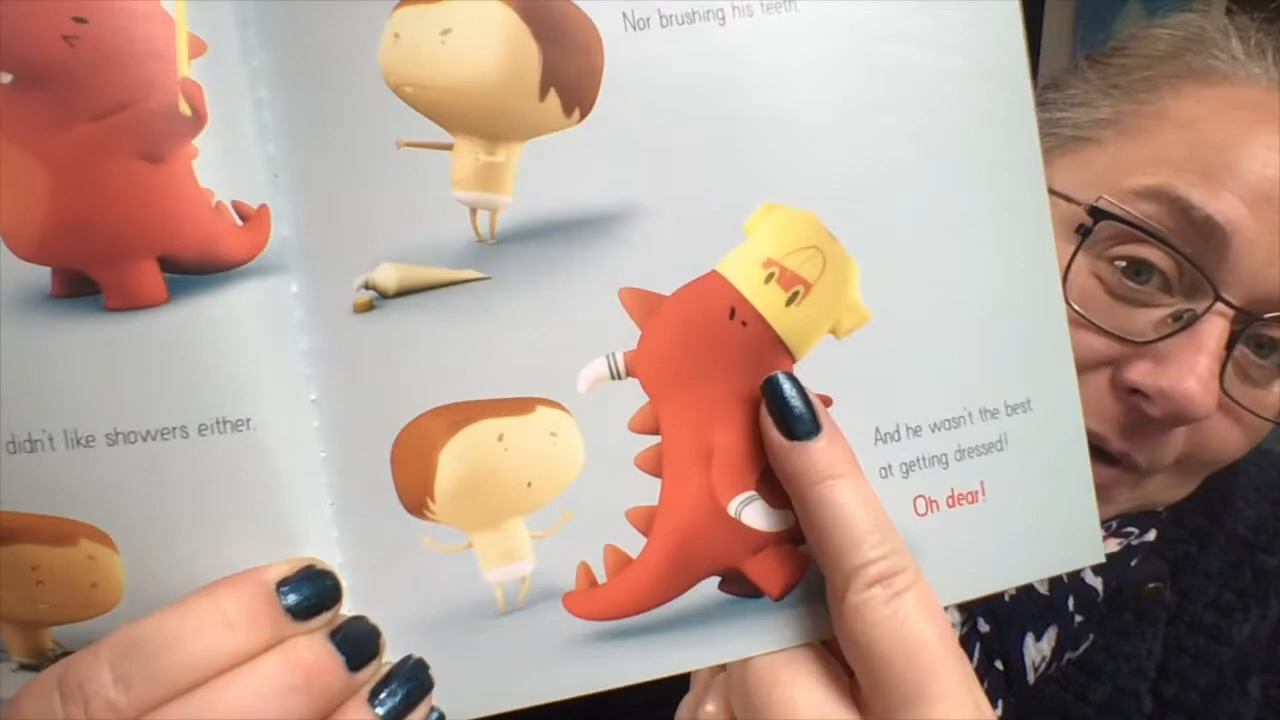 didn't like showers either.
Nor brushing his teeth.
And he wasn't the best
at getting dressed!
Oh dear!